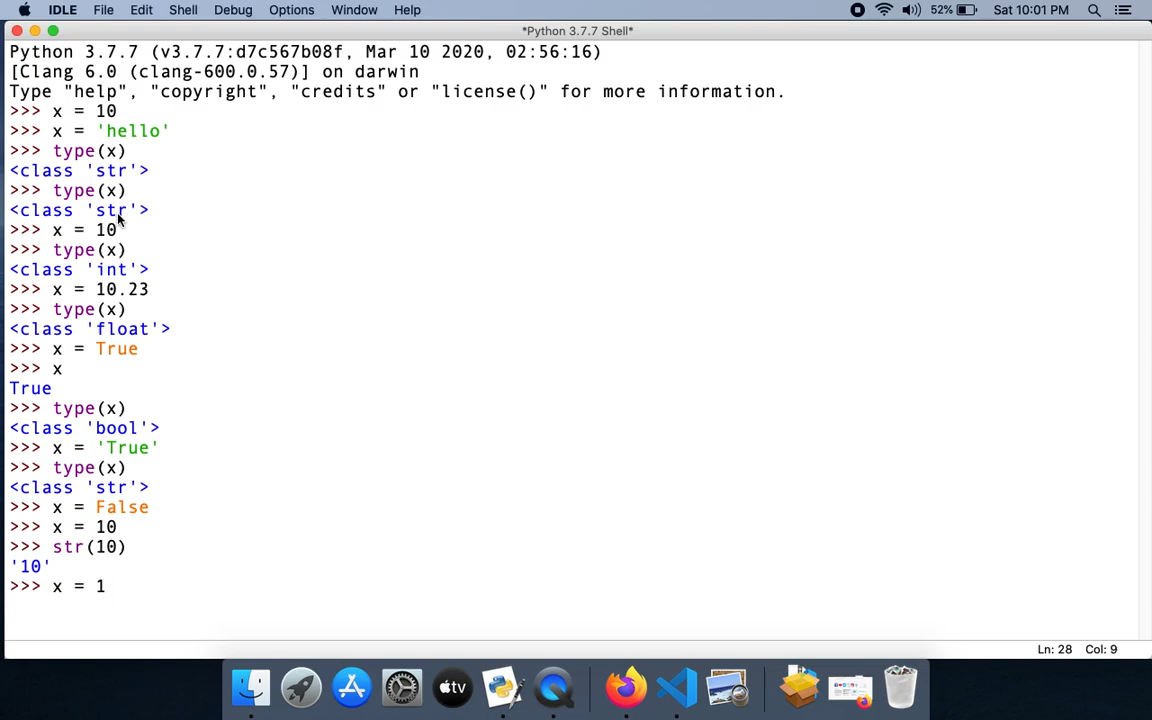 IDLE File Edit Shell Debug Options Window Help 52% Sat 10:01 PM
*Python 3.7.7 Shell*
Python 3.7.7 (v3.7.7:d7c567b08f, Mar 10 2020, 02:56:16)
[Clang 6.0 (clang-600.0.57)] on darwin
Type "help", "copyright", "credits" or "license()" for more information.
>>> x = 10
>>> x = 'hello'
>>> type(x)
<class 'str'>
>>> type(x)
<class 'str'>
>>> x = 10
>>> type(x)
<class 'int'>
>>> x = 10.23
>>> type(x)
<class 'float'>
>>> x = True
>>> x
True
>>> type(x)
<class 'bool'>
>>> x = 'True'
>>> type(x)
<class 'str'>
>>> x = False
>>> x = 10
>>> str(10)
'10'
>>> x = 1
Ln: 28 Col: 9
tv